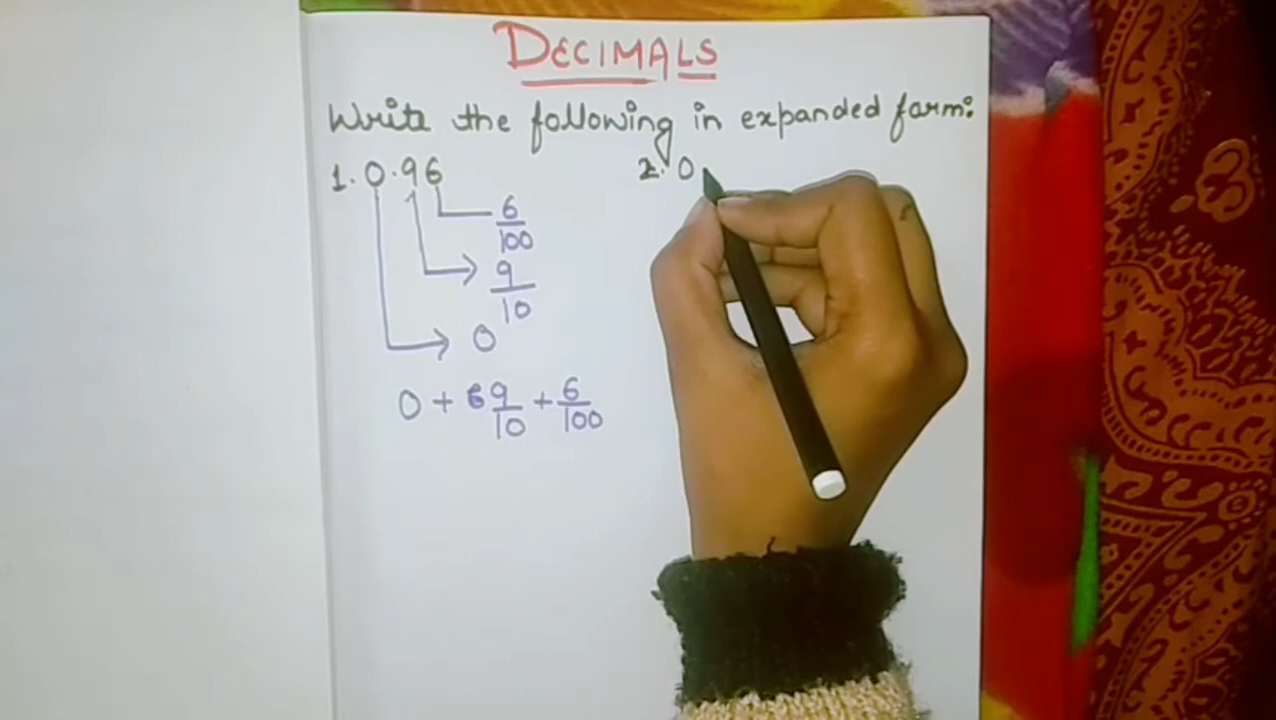 DECIMALS
Write the following in expanded form:
1. 0.96
6/100
9/10
0
0 + 9/10 + 6/100
2. 0